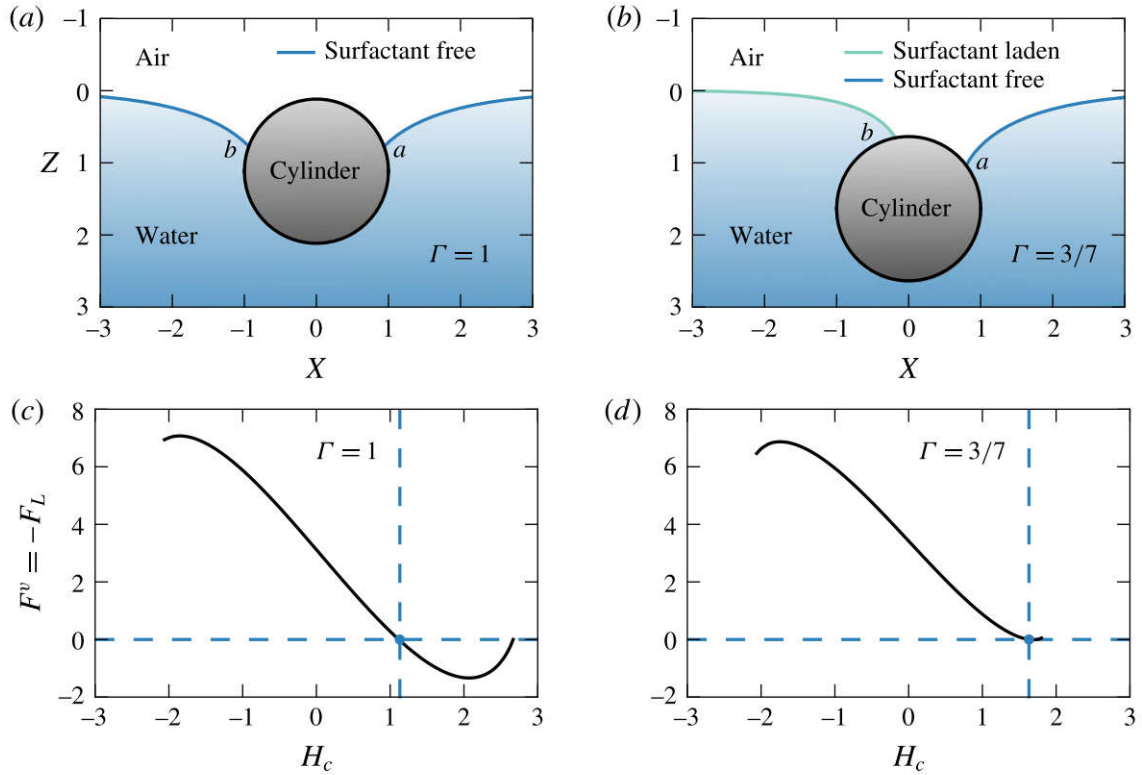 (a)
Surfactant free
Air
b
a
Cylinder
Water
Γ = 1
Z
−1
0
1
2
3
−3 −2 −1 0 1 2 3
X
(b)
Surfactant laden
Surfactant free
Air
b
a
Cylinder
Water
Γ = 3/7
−1
0
1
2
3
−3 −2 −1 0 1 2 3
X
(c)
Γ = 1
F^v = −F_L
8
6
4
2
0
−2
−3 −2 −1 0 1 2 3
H_c
(d)
Γ = 3/7
8
6
4
2
0
−2
−3 −2 −1 0 1 2 3
H_c